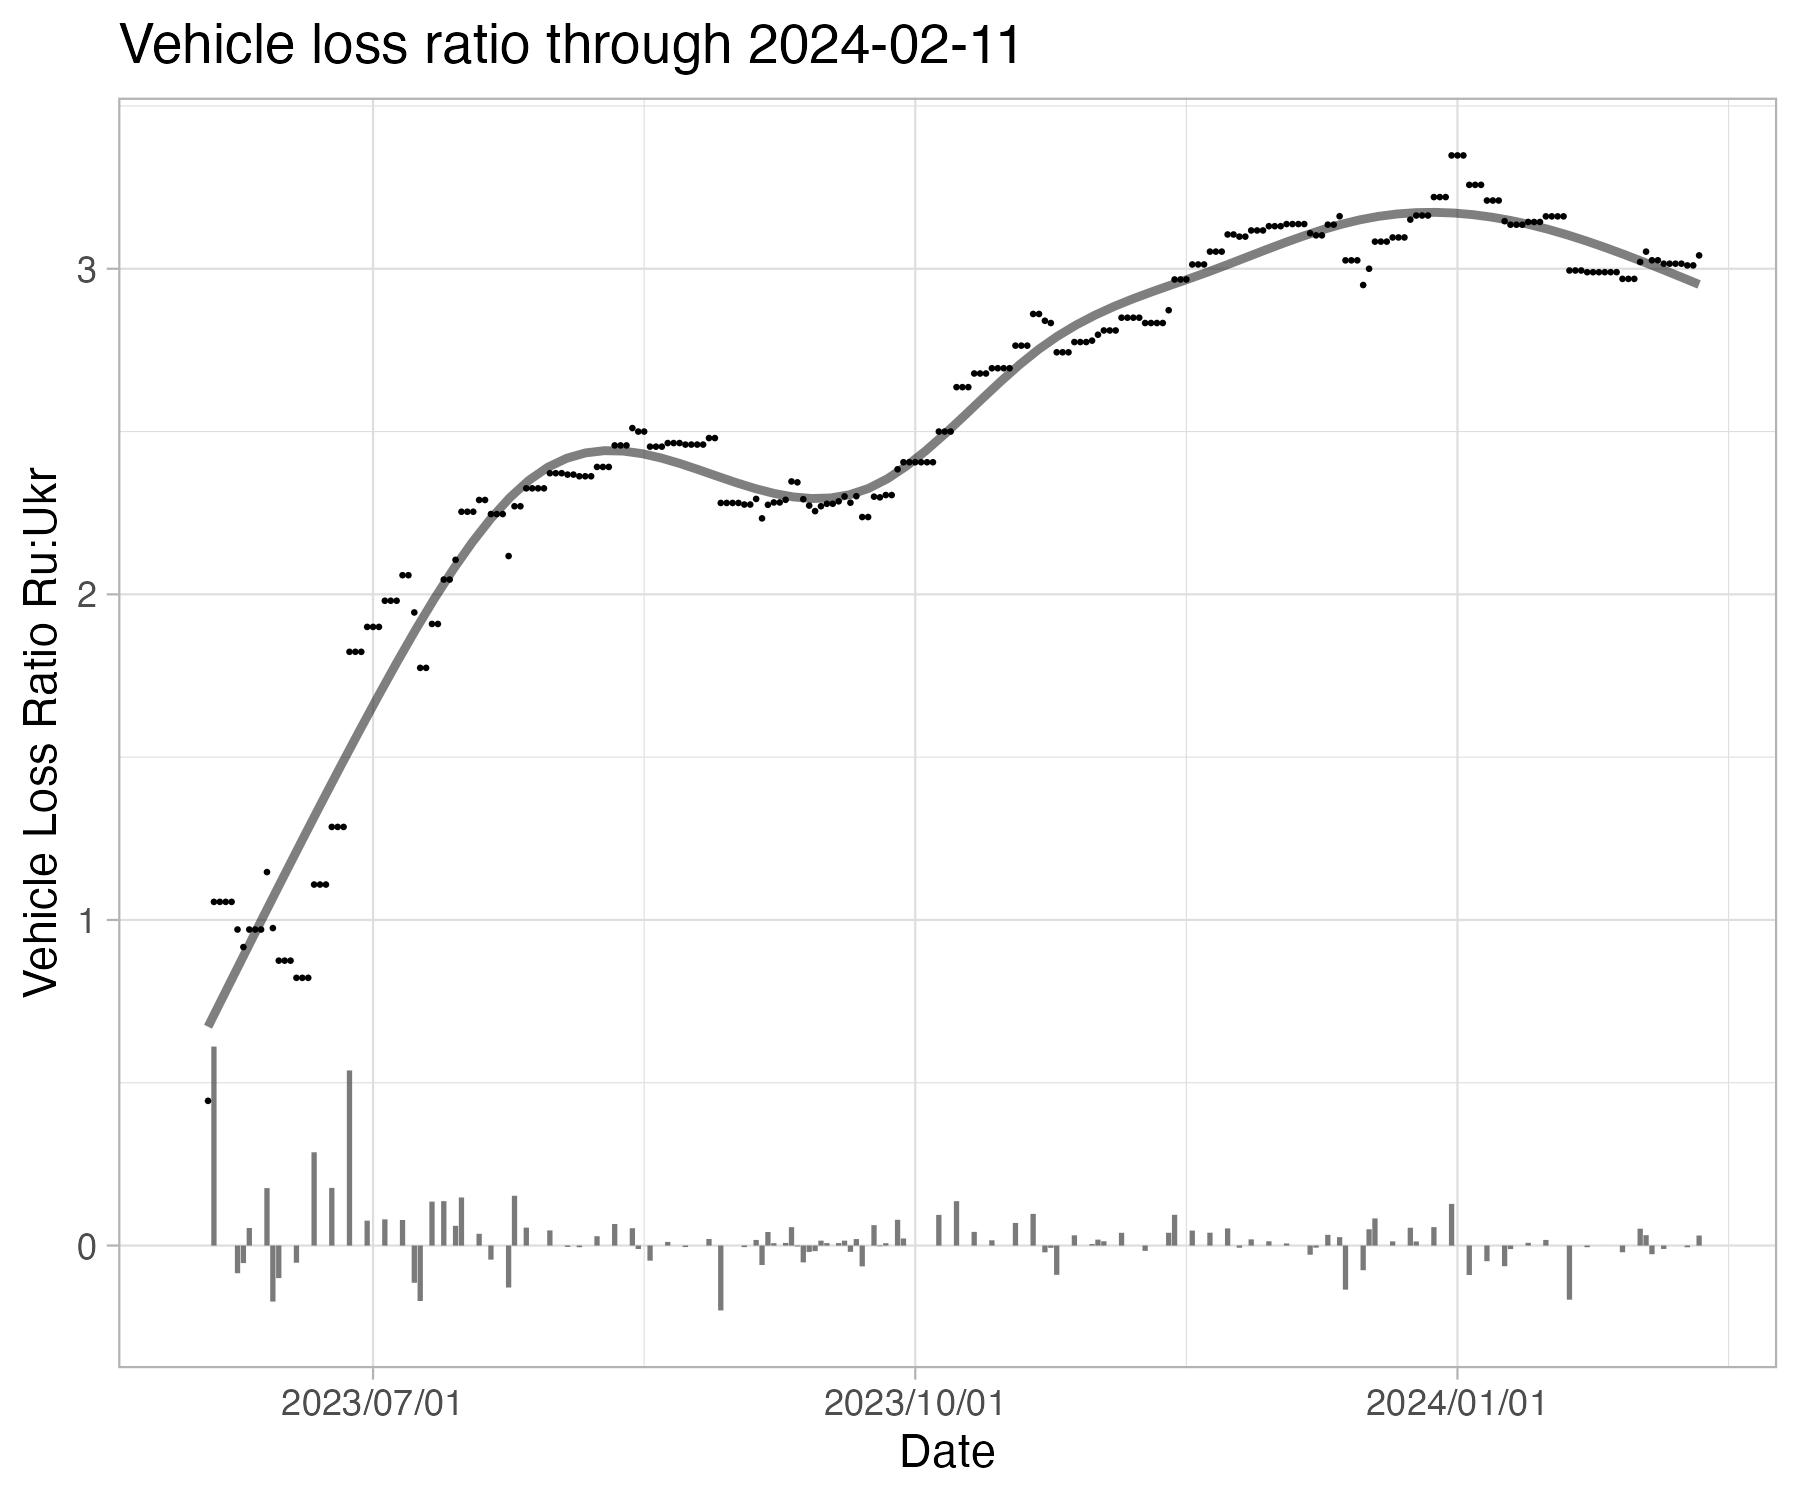 Vehicle loss ratio through 2024-02-11
Vehicle Loss Ratio Ru:Ukr
3
2
1
0
2023/07/01
2023/10/01
2024/01/01
Date